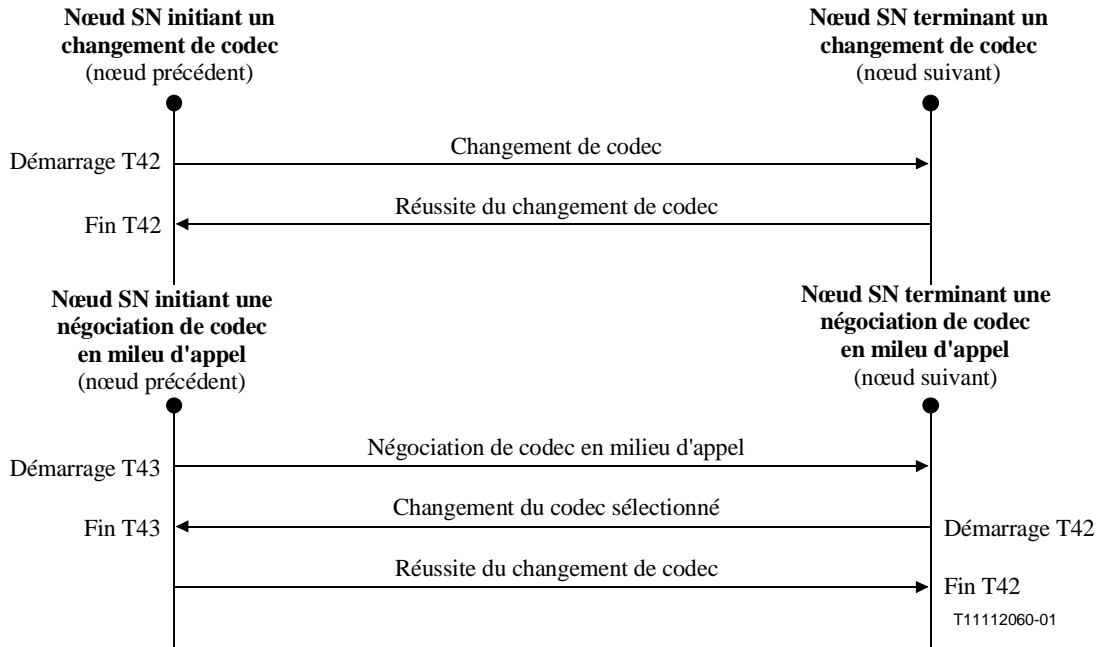 Nœud SN initiant un
changement de codec
(nœud précédent)
Nœud SN terminant un
changement de codec
(nœud suivant)
Démarrage T42
Changement de codec
Réussite du changement de codec
Fin T42
Nœud SN initiant une
négociation de codec
en mileu d'appel
(nœud précédent)
Nœud SN terminant une
négociation de codec
en mileu d'appel
(nœud suivant)
Négociation de codec en milieu d'appel
Démarrage T43
Changement du codec sélectionné
Fin T43
Démarrage T42
Réussite du changement de codec
Fin T42
T11112060-01